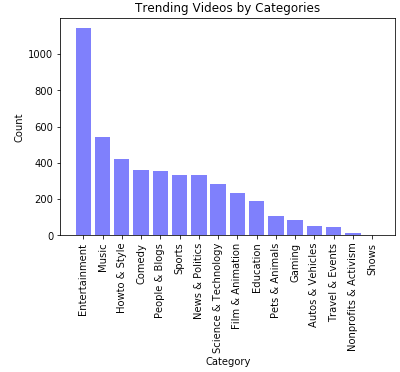 Trending Videos by Categories
Count
1000
800
600
400
200
0
Entertainment
Music
Howto & Style
Comedy
People & Blogs
Sports
News & Politics
Science & Technology
Film & Animation
Education
Pets & Animals
Gaming
Autos & Vehicles
Travel & Events
Nonprofits & Activism
Shows
Category